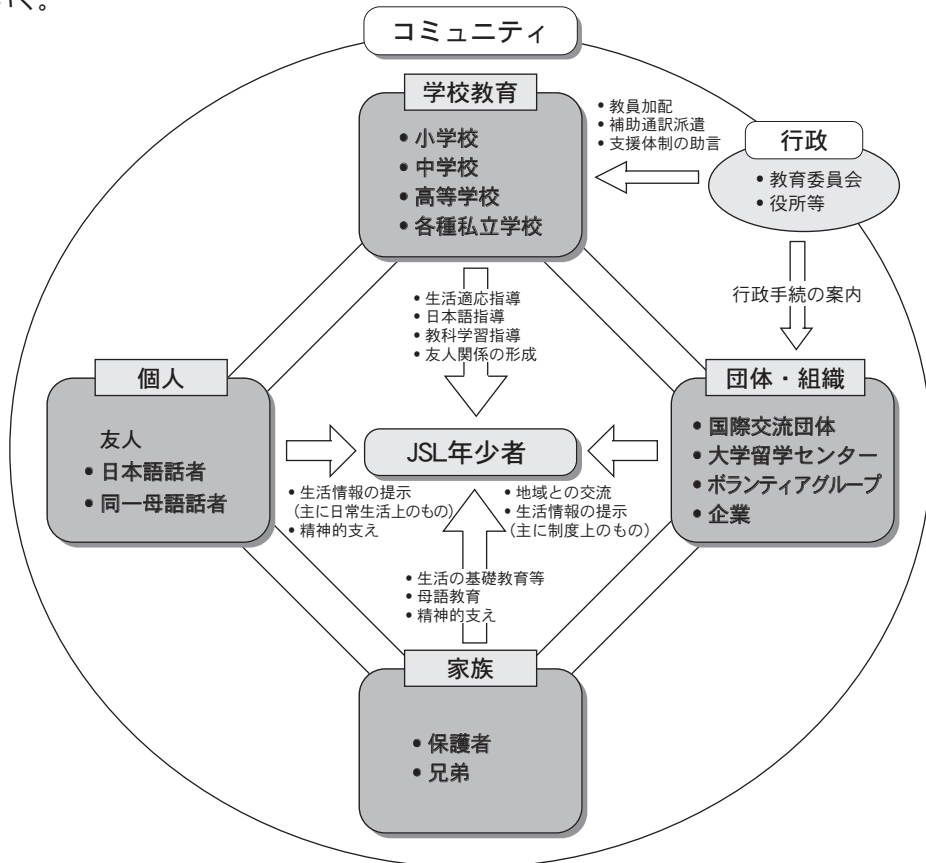 いく。
コミュニティ
学校教育
• 小学校
• 中学校
• 高等学校
• 各種私立学校
• 教員加配
• 補助通訳派遣
• 支援体制の助言
行政
• 教育委員会
• 役所等
• 生活適応指導
• 日本語指導
• 教科学習指導
• 友人関係の形成
行政手続の案内
個人
友人
• 日本語話者
• 同一母語話者
団体・組織
• 国際交流団体
• 大学留学センター
• ボランティアグループ
• 企業
JSL年少者
• 生活情報の提示
(主に日常生活上のもの)
• 精神的支え
• 地域との交流
• 生活情報の提示
(主に制度上のもの)
• 生活の基礎教育等
• 母語教育
• 精神的支え
家族
• 保護者
• 兄弟